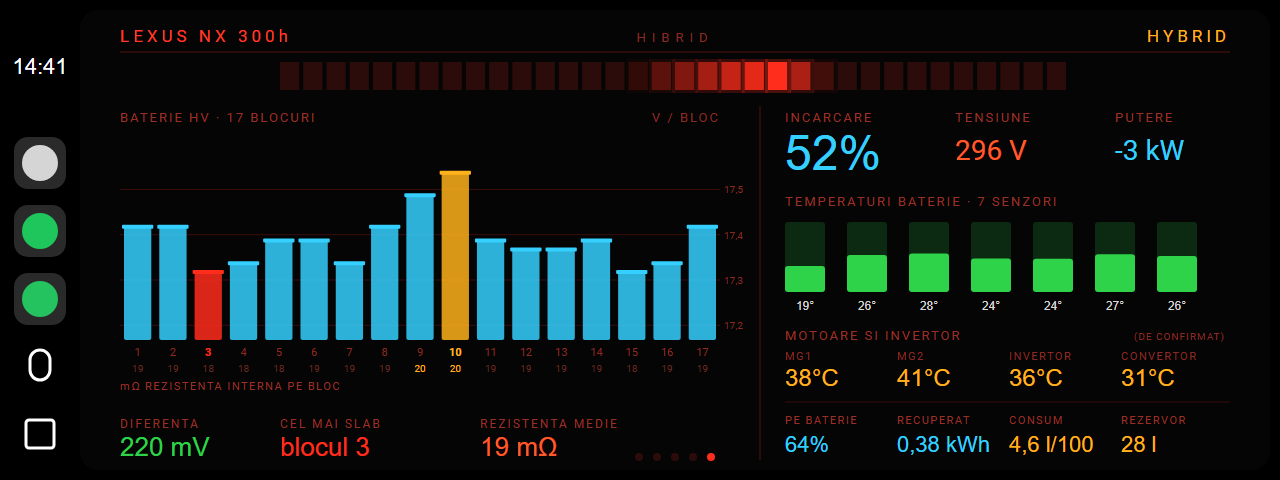 LEXUS NX 300h HIBRID HYBRID
14:41
BATERIE HV · 17 BLOCURI V / BLOC
17,5
17,4
17,3
17,2
1 2 3 4 5 6 7 8 9 10 11 12 13 14 15 16 17
19 19 18 18 19 19 19 19 20 20 19 19 19 19 18 19 19
mΩ REZISTENTA INTERNA PE BLOC
DIFERENTA CEL MAI SLAB REZISTENTA MEDIE
220 mV blocul 3 19 mΩ
INCARCARE TENSIUNE PUTERE
52% 296 V -3 kW
TEMPERATURI BATERIE · 7 SENZORI
19° 26° 28° 24° 24° 27° 26°
MOTOARE SI INVERTOR (DE CONFIRMAT)
MG1 MG2 INVERTOR CONVERTOR
38°C 41°C 36°C 31°C
PE BATERIE RECUPERAT CONSUM REZERVOR
64% 0,38 kWh 4,6 l/100 28 l